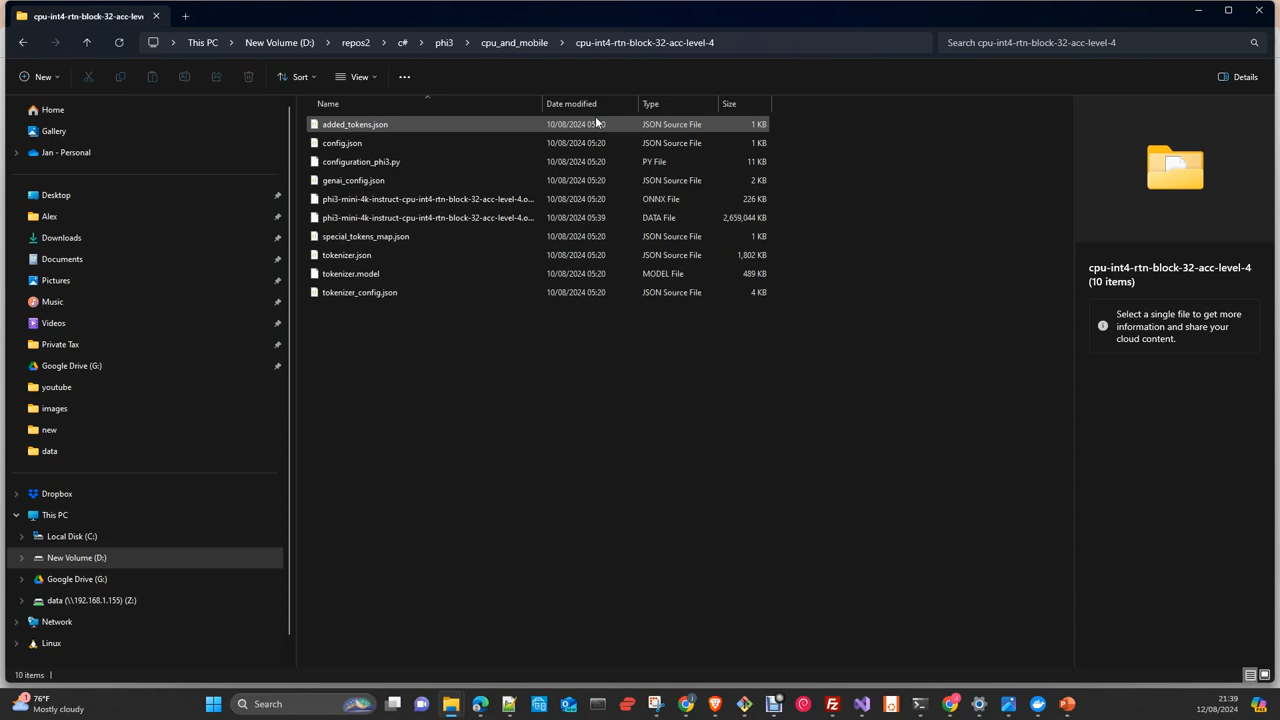 cpu-int4-rtn-block-32-acc-leve
This PC > New Volume (D:) > repos2 > c# > phi3 > cpu_and_mobile > cpu-int4-rtn-block-32-acc-level-4
Search cpu-int4-rtn-block-32-acc-level-4
New Sort View ... Details
Name Date modified Type Size
added_tokens.json 10/08/2024 05:20 JSON Source File 1 KB
config.json 10/08/2024 05:20 JSON Source File 1 KB
configuration_phi3.py 10/08/2024 05:20 PY File 11 KB
genai_config.json 10/08/2024 05:20 JSON Source File 2 KB
phi3-mini-4k-instruct-cpu-int4-rtn-block-32-acc-level-4.o... 10/08/2024 05:20 ONNX File 226 KB
phi3-mini-4k-instruct-cpu-int4-rtn-block-32-acc-level-4.o... 10/08/2024 05:39 DATA File 2,659,044 KB
special_tokens_map.json 10/08/2024 05:20 JSON Source File 1 KB
tokenizer.json 10/08/2024 05:20 JSON Source File 1,802 KB
tokenizer.model 10/08/2024 05:20 MODEL File 489 KB
tokenizer_config.json 10/08/2024 05:20 JSON Source File 4 KB
Home
Gallery
Jan - Personal
Desktop
Alex
Downloads
Documents
Pictures
Music
Videos
Private Tax
Google Drive (G:)
youtube
images
new
data
Dropbox
This PC
Local Disk (C:)
New Volume (D:)
Google Drive (G:)
data (\\192.168.1.155) (Z:)
Network
Linux
cpu-int4-rtn-block-32-acc-level-4
(10 items)
Select a single file to get more
information and share your
cloud content.
10 items
1
76°F
Mostly cloudy
Search
21:39
12/08/2024